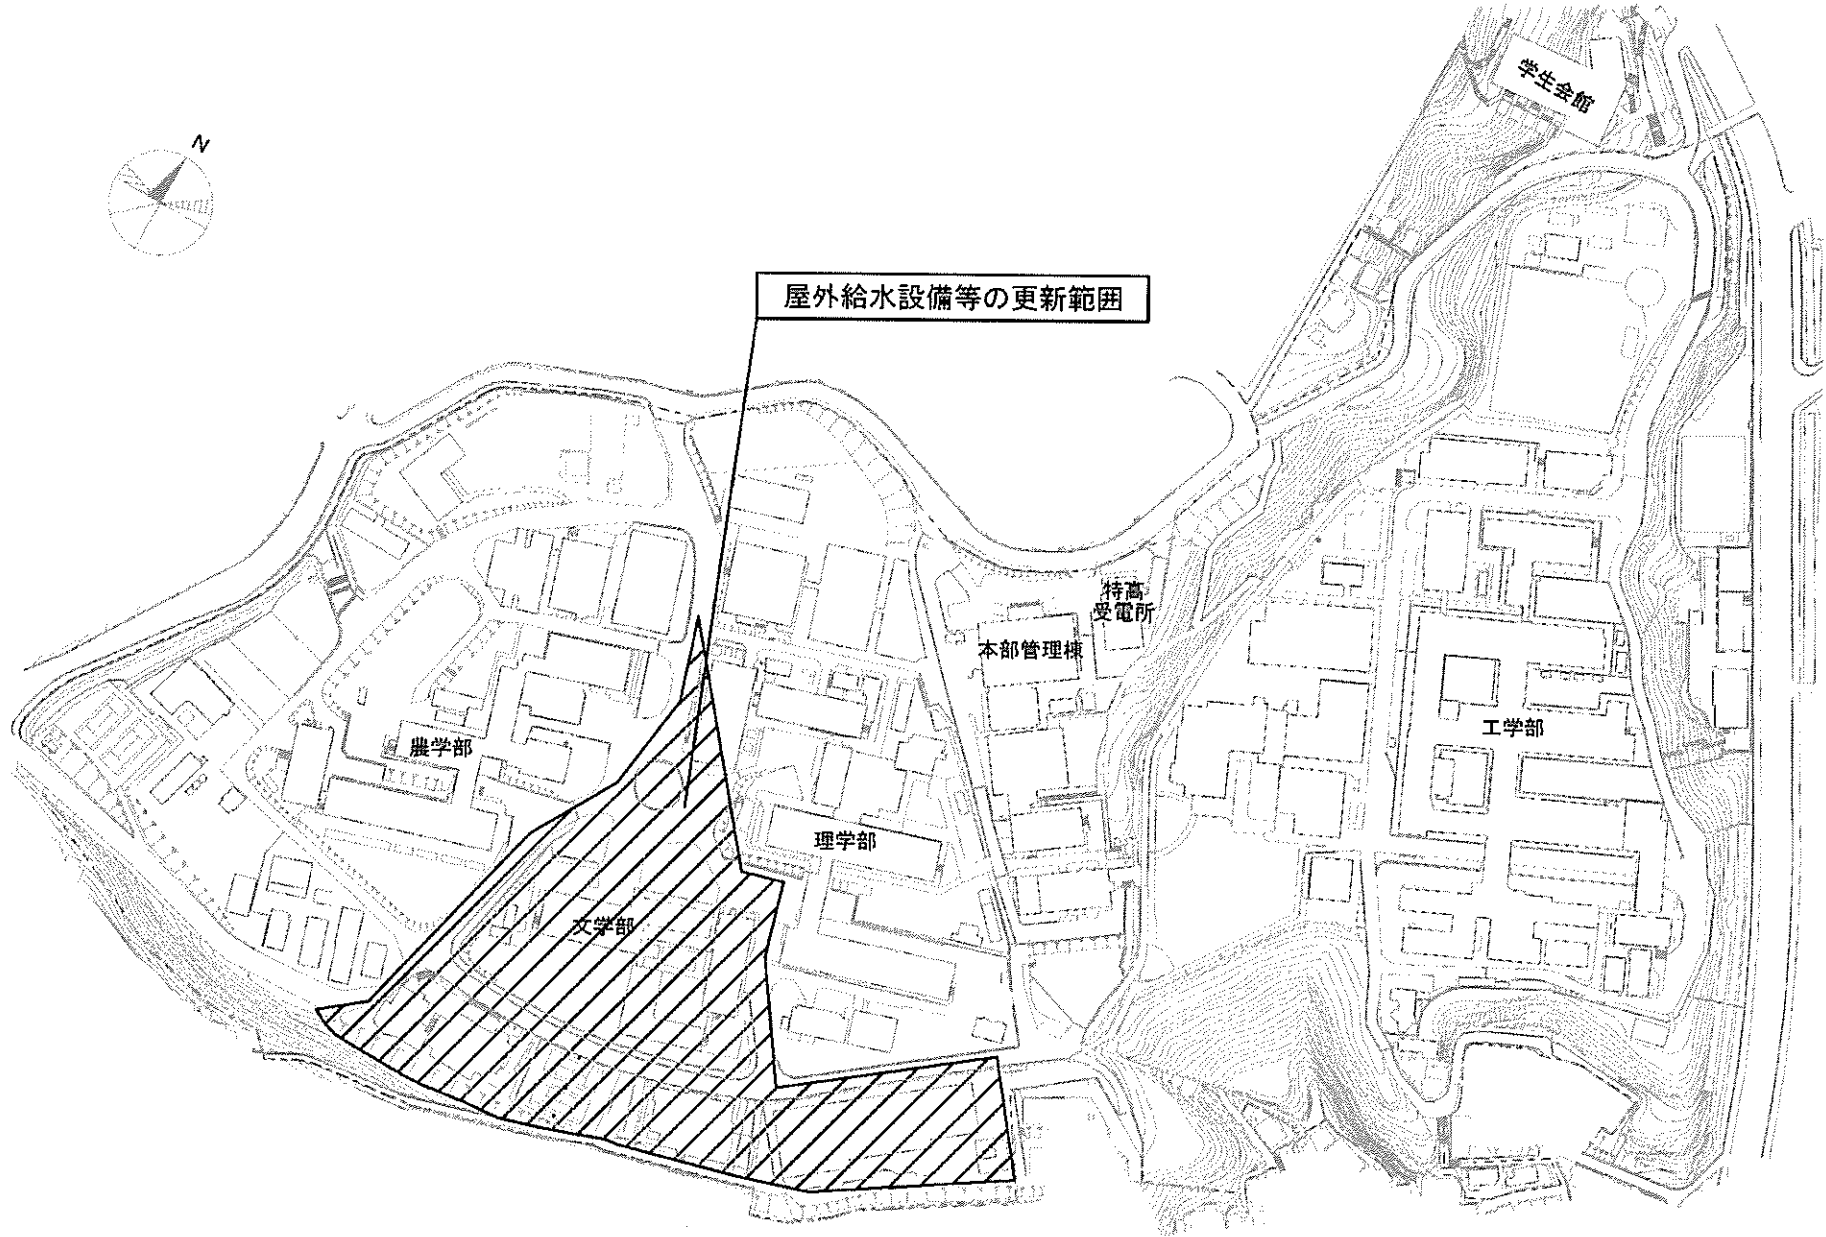 学生会館
N
屋外給水設備等の更新範囲
特高
受電所
本部管理棟
農学部
工学部
理学部
文学部